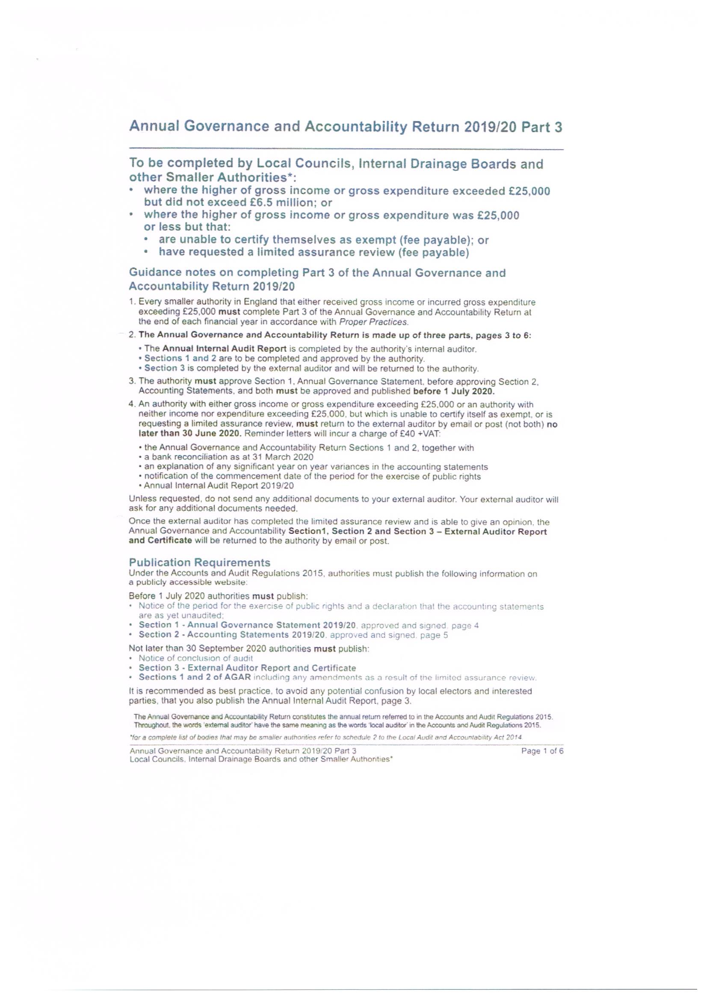 Annual Governance and Accountability Return 2019/20 Part 3
To be completed by Local Councils, Internal Drainage Boards and
other Smaller Authorities*:
• where the higher of gross income or gross expenditure exceeded £25,000
but did not exceed £6.5 million; or
• where the higher of gross income or gross expenditure was £25,000
or less but that:
• are unable to certify themselves as exempt (fee payable); or
• have requested a limited assurance review (fee payable)
Guidance notes on completing Part 3 of the Annual Governance and
Accountability Return 2019/20
1. Every smaller authority in England that either received gross income or incurred gross expenditure
exceeding £25,000 must complete Part 3 of the Annual Governance and Accountability Return at
the end of each financial year in accordance with Proper Practices.
2. The Annual Governance and Accountability Return is made up of three parts, pages 3 to 6:
• The Annual Internal Audit Report is completed by the authority's internal auditor.
• Sections 1 and 2 are to be completed and approved by the authority.
• Section 3 is completed by the external auditor and will be returned to the authority.
3. The authority must approve Section 1, Annual Governance Statement, before approving Section 2,
Accounting Statements, and both must be approved and published before 1 July 2020.
4. An authority with either gross income or gross expenditure exceeding £25,000 or an authority with
neither income nor expenditure exceeding £25,000, but which is unable to certify itself as exempt, or is
requesting a limited assurance review, must return to the external auditor by email or post (not both) no
later than 30 June 2020. Reminder letters will incur a charge of £40 +VAT:
• the Annual Governance and Accountability Return Sections 1 and 2, together with
• a bank reconciliation as at 31 March 2020
• an explanation of any significant year on year variances in the accounting statements
• notification of the commencement date of the period for the exercise of public rights
• Annual Internal Audit Report 2019/20
Unless requested, do not send any additional documents to your external auditor. Your external auditor will
ask for any additional documents needed.
Once the external auditor has completed the limited assurance review and is able to give an opinion, the
Annual Governance and Accountability Section1, Section 2 and Section 3 – External Auditor Report
and Certificate will be returned to the authority by email or post.
Publication Requirements
Under the Accounts and Audit Regulations 2015, authorities must publish the following information on
a publicly accessible website:
Before 1 July 2020 authorities must publish:
• Notice of the period for the exercise of public rights and a declaration that the accounting statements
are as yet unaudited;
• Section 1 - Annual Governance Statement 2019/20, approved and signed, page 4
• Section 2 - Accounting Statements 2019/20, approved and signed, page 5
Not later than 30 September 2020 authorities must publish:
• Notice of conclusion of audit
• Section 3 - External Auditor Report and Certificate
• Sections 1 and 2 of AGAR including any amendments as a result of the limited assurance review.
It is recommended as best practice, to avoid any potential confusion by local electors and interested
parties, that you also publish the Annual Internal Audit Report, page 3.
The Annual Governance and Accountability Return constitutes the annual return referred to in the Accounts and Audit Regulations 2015.
Throughout, the words 'external auditor' have the same meaning as the words 'local auditor' in the Accounts and Audit Regulations 2015.
*for a complete list of bodies that may be smaller authorities refer to schedule 2 to the Local Audit and Accountability Act 2014.
Annual Governance and Accountability Return 2019/20 Part 3 Page 1 of 6
Local Councils, Internal Drainage Boards and other Smaller Authorities*